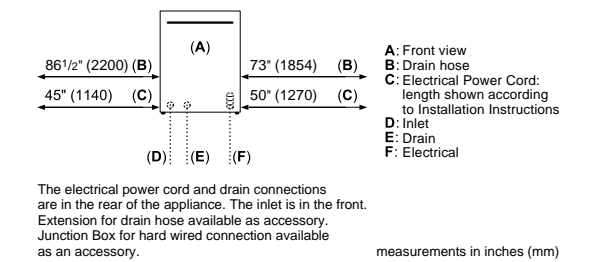 (A)
86 1/2" (2200) (B)
73" (1854) (B)
45" (1140) (C)
50" (1270) (C)
(D)
(E)
(F)
A: Front view
B: Drain hose
C: Electrical Power Cord:
length shown according
to Installation Instructions
D: Inlet
E: Drain
F: Electrical
The electrical power cord and drain connections
are in the rear of the appliance. The inlet is in the front.
Extension for drain hose available as accessory.
Junction Box for hard wired connection available
as an accessory.
measurements in inches (mm)